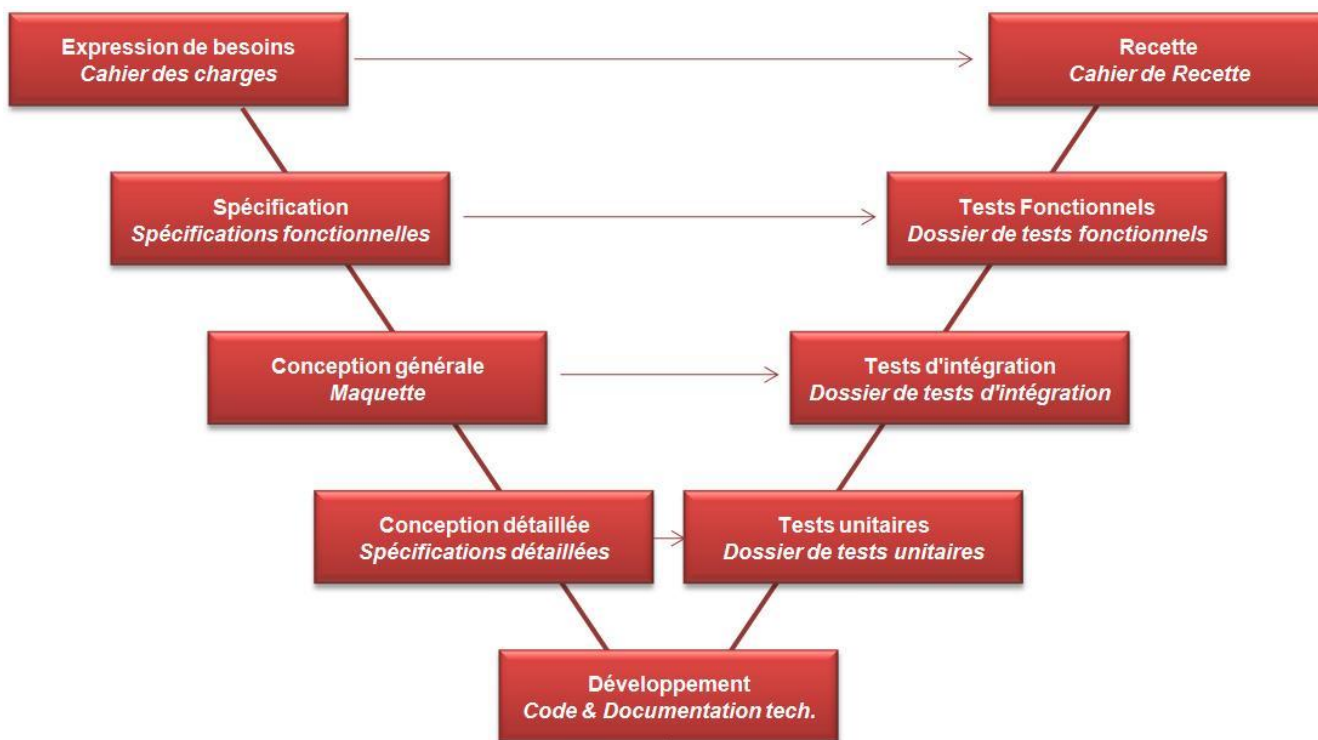 Expression de besoins
Cahier des charges
Recette
Cahier de Recette
Spécification
Spécifications fonctionnelles
Tests Fonctionnels
Dossier de tests fonctionnels
Conception générale
Maquette
Tests d'intégration
Dossier de tests d'intégration
Conception détaillée
Spécifications détaillées
Tests unitaires
Dossier de tests unitaires
Développement
Code & Documentation tech.